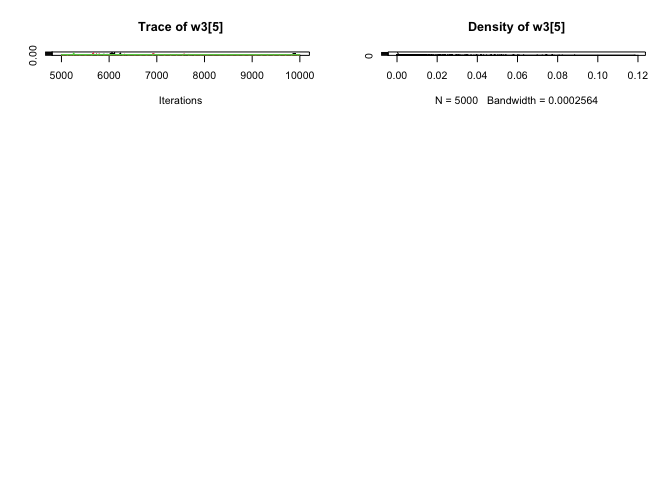 Trace of w3[5]
0.00
5000 6000 7000 8000 9000 10000
Iterations
Density of w3[5]
0
0.00 0.02 0.04 0.06 0.08 0.10 0.12
N = 5000 Bandwidth = 0.0002564